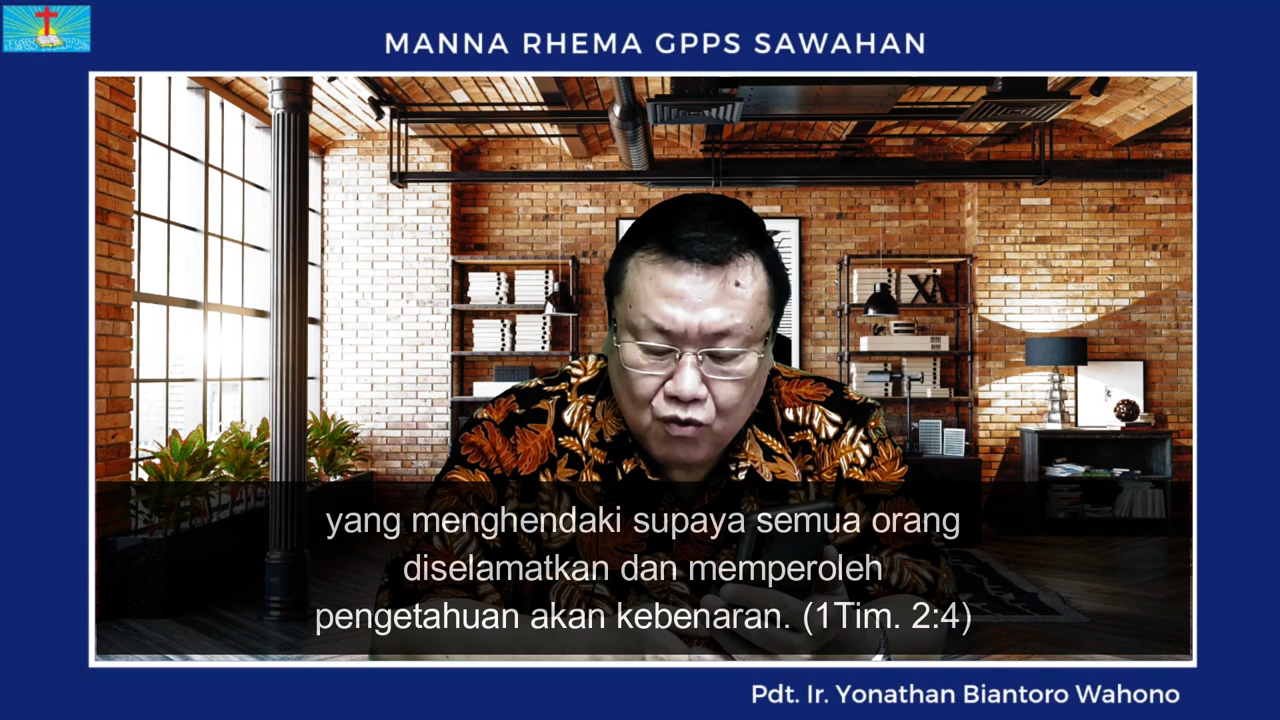 MANNA RHEMA GPPS SAWAHAN
yang menghendaki supaya semua orang
diselamatkan dan memperoleh
pengetahuan akan kebenaran. (1Tim. 2:4)
Pdt. Ir. Yonathan Biantoro Wahono